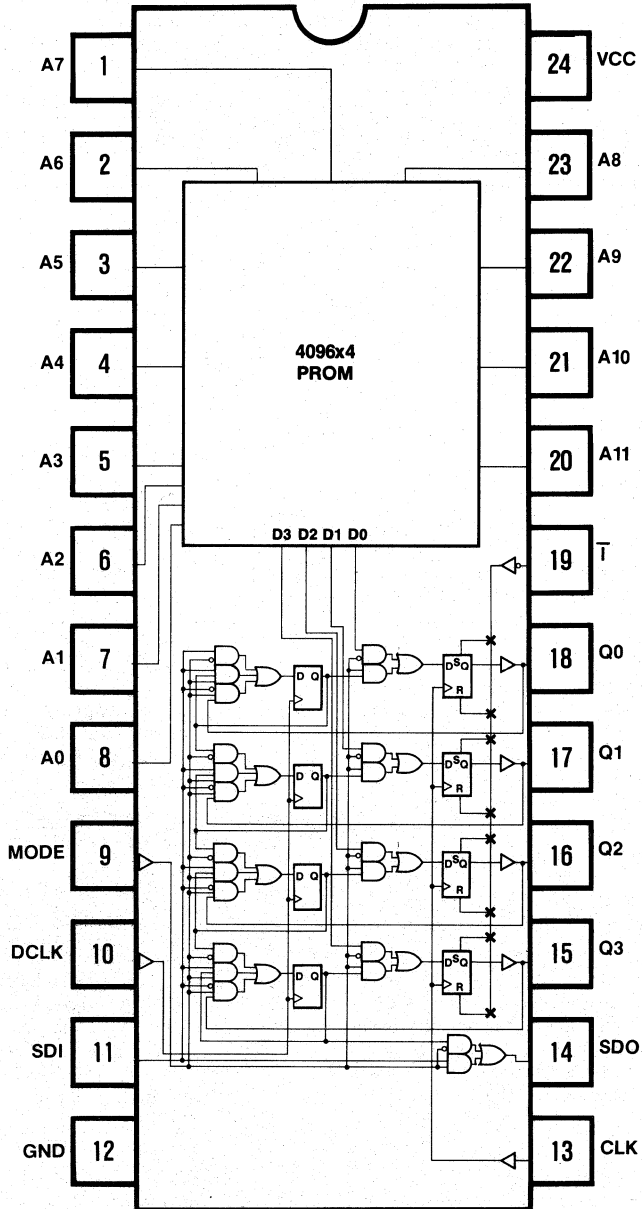 A7 1
24 VCC
A6 2
23 A8
A5 3
22 A9
A4 4
21 A10
A3 5
20 A11
4096x4
PROM
D3 D2 D1 D0
A2 6
19 I̅
A1 7
18 Q0
A0 8
17 Q1
MODE 9
16 Q2
DCLK 10
15 Q3
SDI 11
14 SDO
GND 12
13 CLK
D Q
D S Q
R
D Q
D S Q
R
D Q
D S Q
R
D Q
D S Q
R